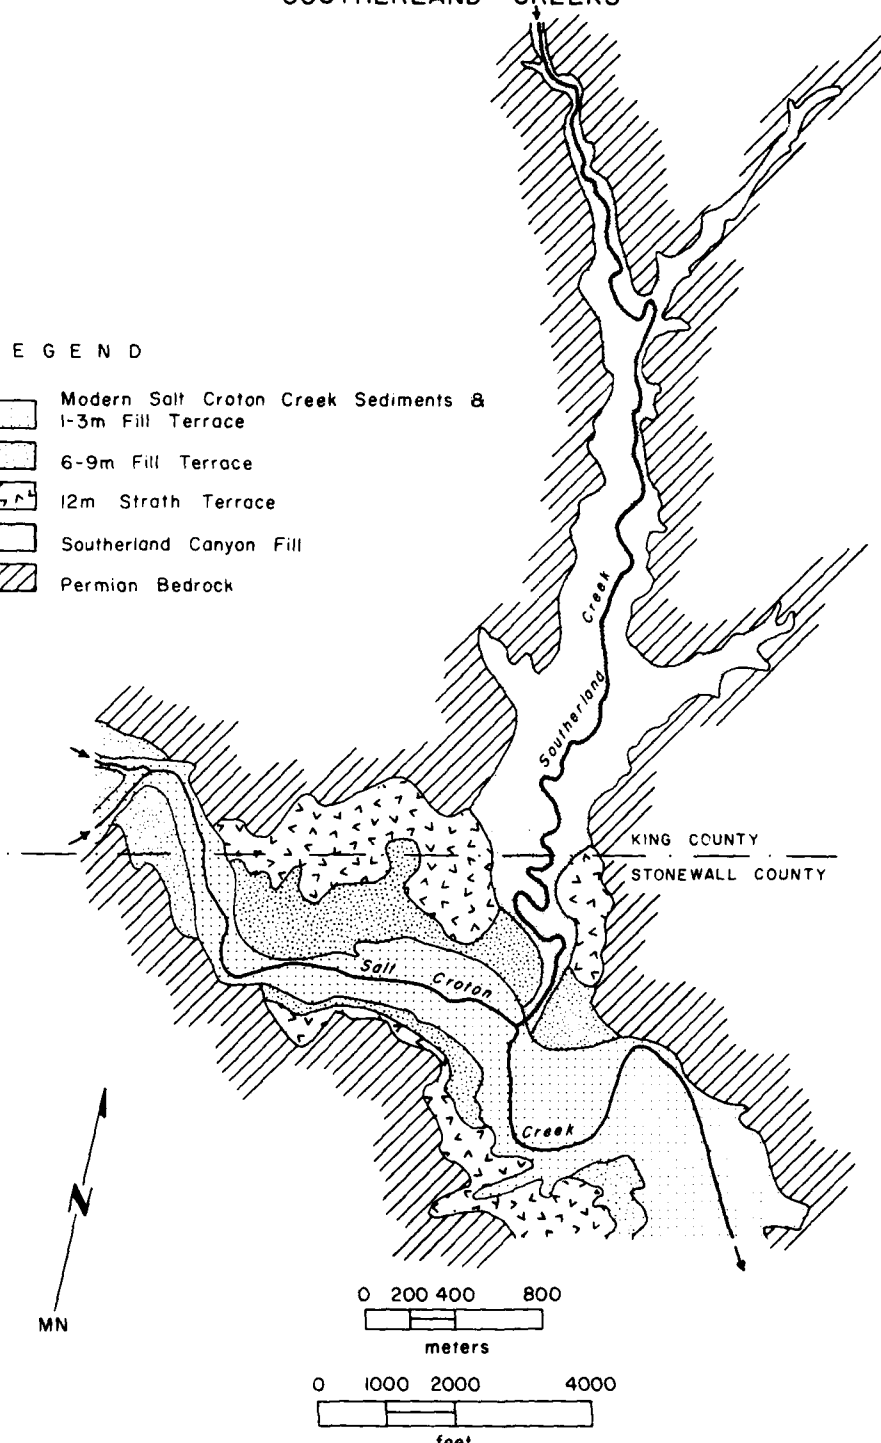 SOUTHERLAND CREEKS
E G E N D
Modern Salt Croton Creek Sediments &
1-3m Fill Terrace
6-9m Fill Terrace
12m Strath Terrace
Southerland Canyon Fill
Permian Bedrock
Southerland Creek
KING COUNTY
STONEWALL COUNTY
Salt Croton
Creek
N
MN
0 200 400 800
meters
0 1000 2000 4000
feet